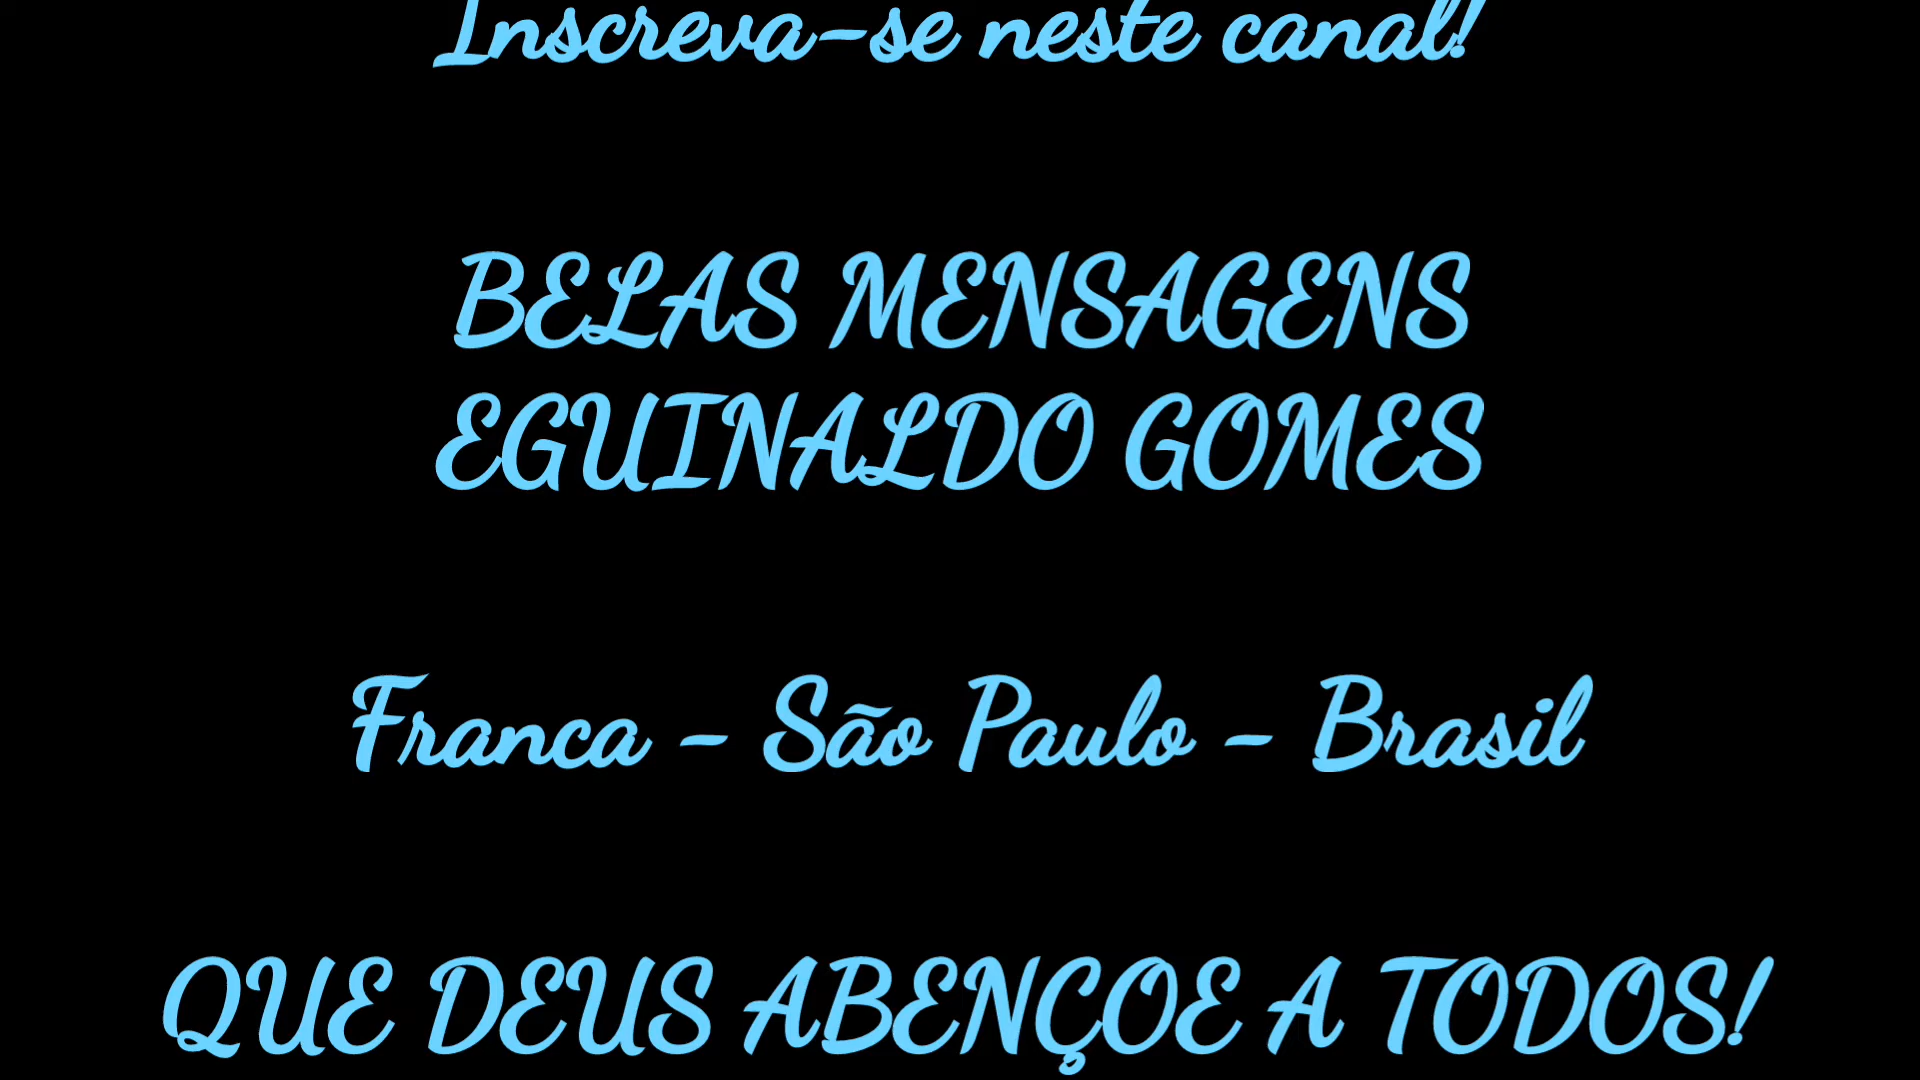 Inscreva-se neste canal!
BELAS MENSAGENS
EGUINALDO GOMES
Franca - São Paulo - Brasil
QUE DEUS ABENÇOE A TODOS!